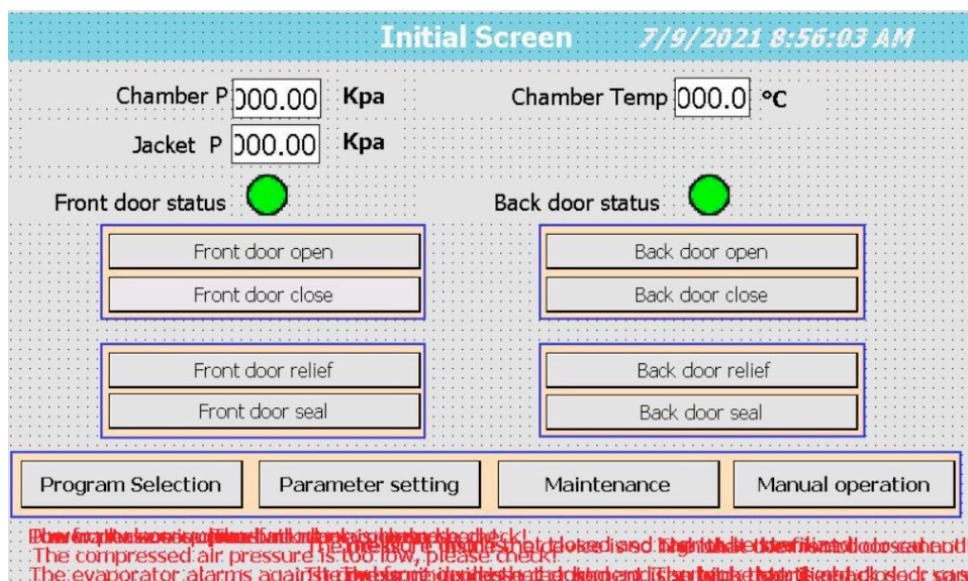 Initial Screen 7/9/2021 8:56:03 AM
Chamber P 000.00 Kpa Chamber Temp 000.0 °C
Jacket P 000.00 Kpa
Front door status Back door status
Front door open Back door open
Front door close Back door close
Front door relief Back door relief
Front door seal Back door seal
Program Selection Parameter setting Maintenance Manual operation
The compressed air pressure is too low, please check!
The evaporator alarms